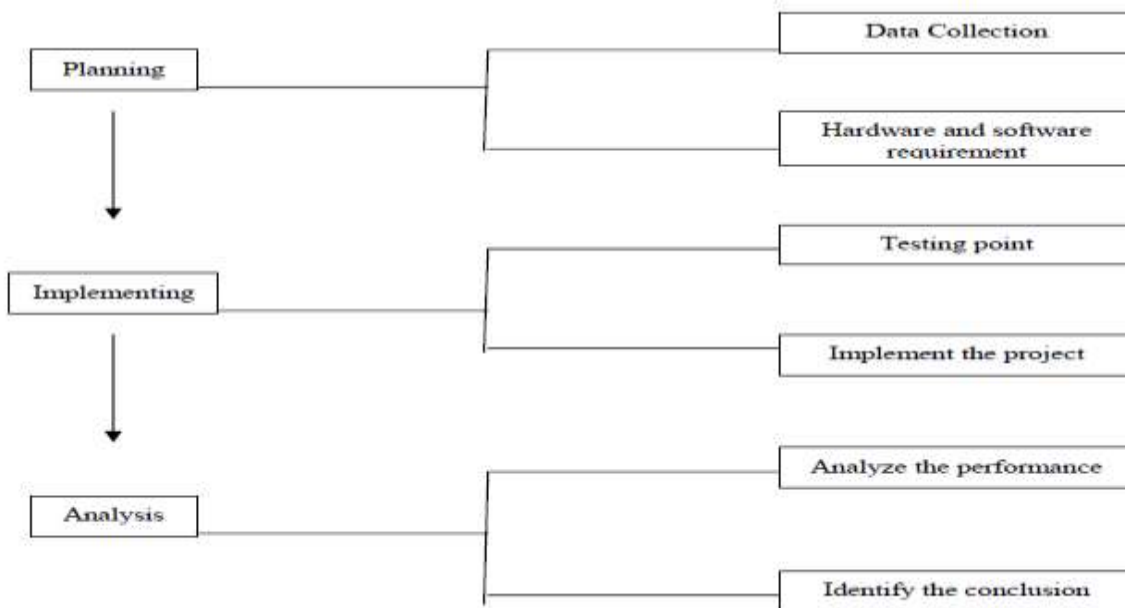 Data Collection
Planning
Hardware and software
requirement
Testing point
Implementing
Implement the project
Analyze the performance
Analysis
Identify the conclusion